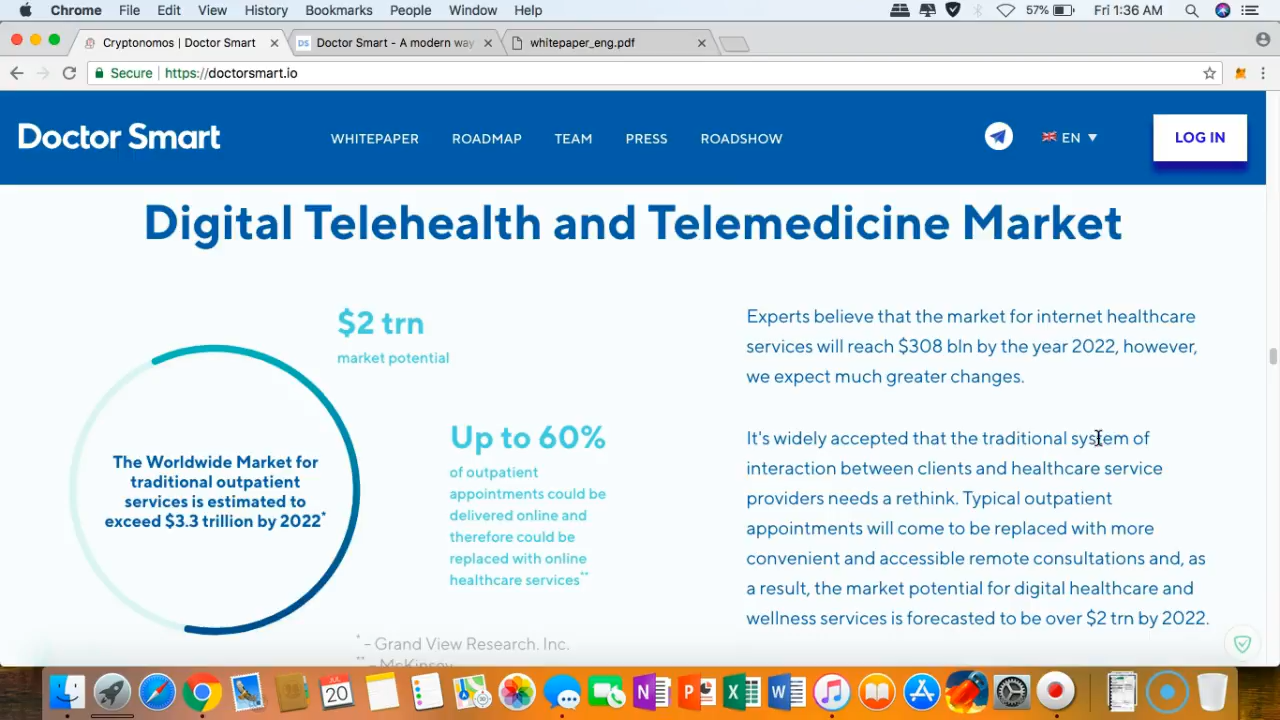 Chrome File Edit View History Bookmarks People Window Help 57% Fri 1:36 AM
Cryptonomos | Doctor Smart DS Doctor Smart - A modern way whitepaper_eng.pdf
Secure https://doctorsmart.io
Doctor Smart WHITEPAPER ROADMAP TEAM PRESS ROADSHOW EN LOG IN
Digital Telehealth and Telemedicine Market
$2 trn
market potential
Up to 60%
of outpatient
appointments could be
delivered online and
therefore could be
replaced with online
healthcare services**
The Worldwide Market for
traditional outpatient
services is estimated to
exceed $3.3 trillion by 2022*
* - Grand View Research. Inc.
** - McKinsey
Experts believe that the market for internet healthcare
services will reach $308 bln by the year 2022, however,
we expect much greater changes.
It's widely accepted that the traditional system of
interaction between clients and healthcare service
providers needs a rethink. Typical outpatient
appointments will come to be replaced with more
convenient and accessible remote consultations and, as
a result, the market potential for digital healthcare and
wellness services is forecasted to be over $2 trn by 2022.
JUL
20
N P X W